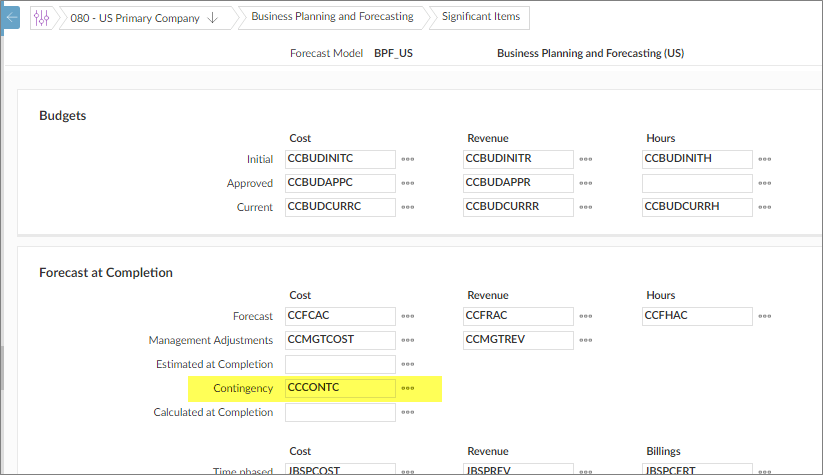 080 - US Primary Company Business Planning and Forecasting Significant Items
Forecast Model BPF_US Business Planning and Forecasting (US)
Budgets
Cost Revenue Hours
Initial CCBUDINITC CCBUDINITR CCBUDINITH
Approved CCBUDAPPC CCBUDAPPR
Current CCBUDCURRC CCBUDCURRR CCBUDCURRH
Forecast at Completion
Cost Revenue Hours
Forecast CCFCAC CCFRAC CCFHAC
Management Adjustments CCMGTCOST CCMGTREV
Estimated at Completion
Contingency CCCONTC
Calculated at Completion
Cost Revenue Billings
Time phased JBSPCOST JBSPREV JBSPCERT